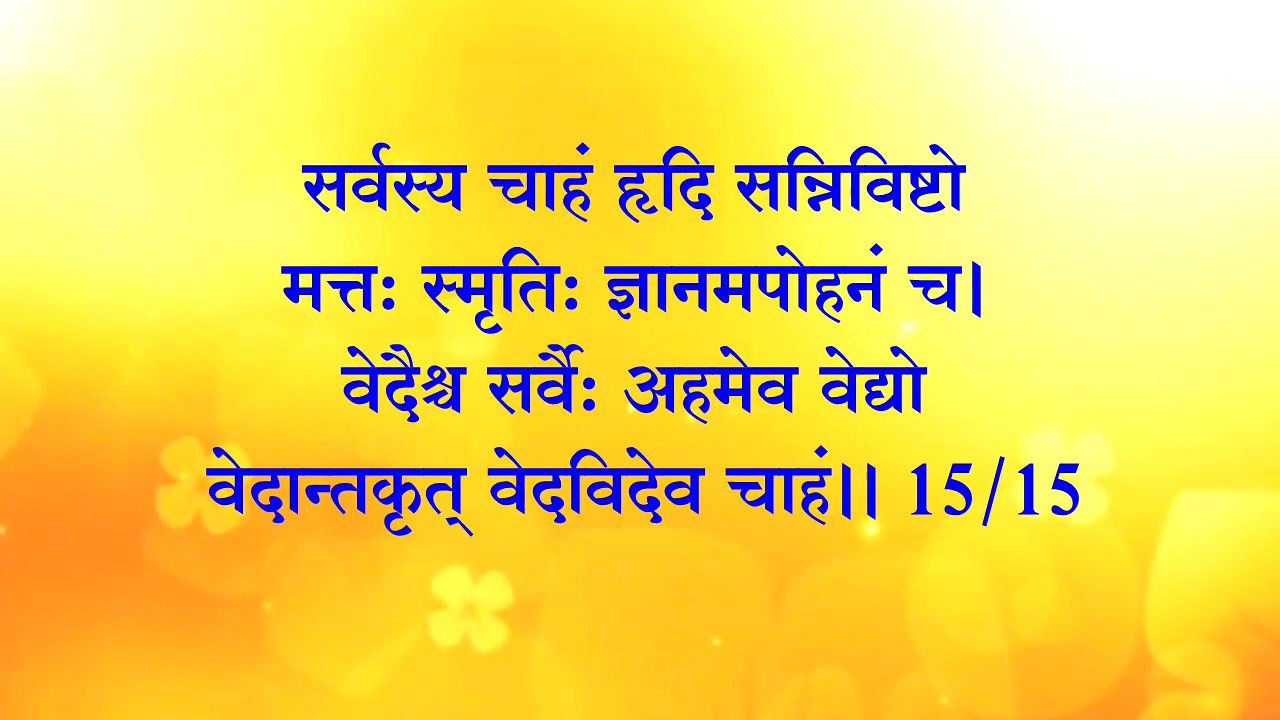 सर्वस्य चाहं हृदि सन्निविष्टो
मत्तः स्मृतिः ज्ञानमपोहनं च।
वेदैश्च सर्वैः अहमेव वेद्यो
वेदान्तकृत् वेदविदेव चाहं।। 15/15